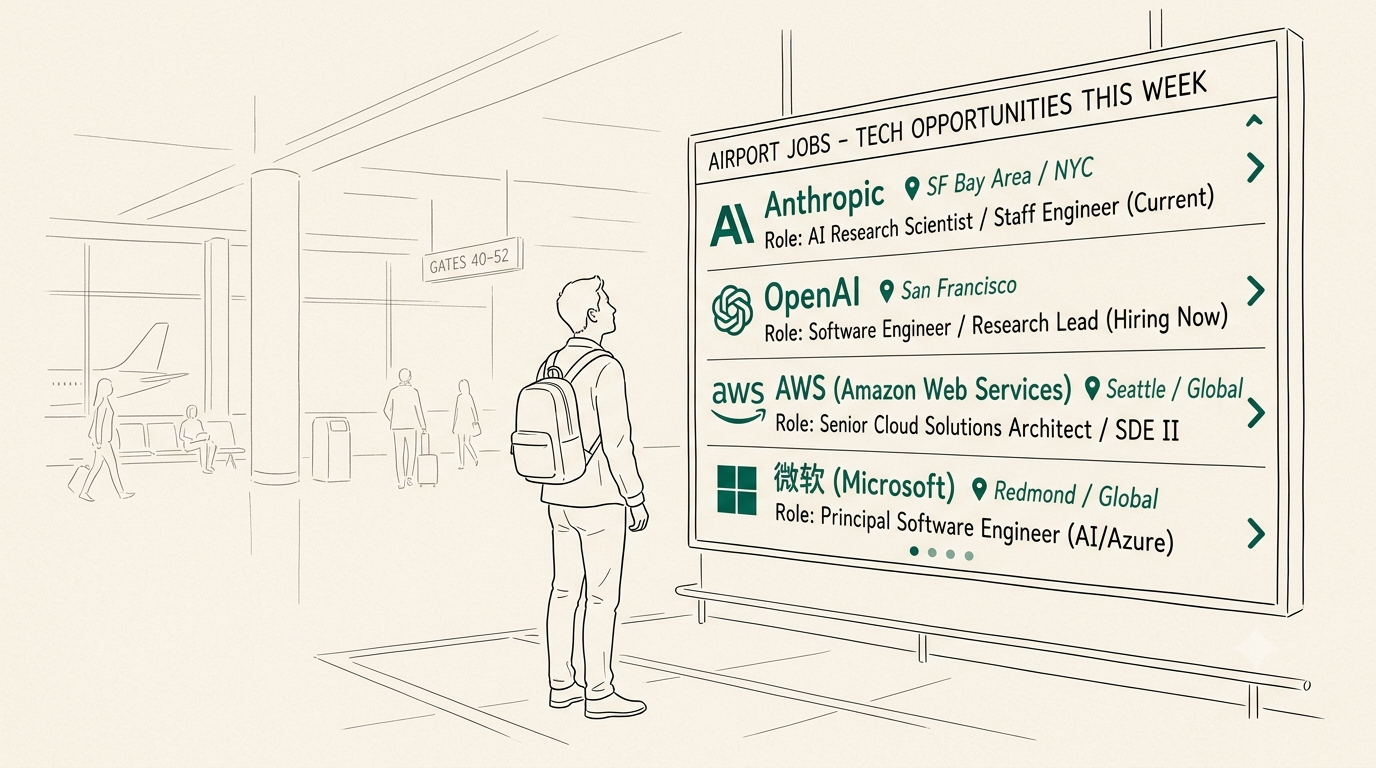 AIRPORT JOBS – TECH OPPORTUNITIES THIS WEEK
AI Anthropic SF Bay Area / NYC
Role: AI Research Scientist / Staff Engineer (Current)
OpenAI San Francisco
Role: Software Engineer / Research Lead (Hiring Now)
aws AWS (Amazon Web Services) Seattle / Global
Role: Senior Cloud Solutions Architect / SDE II
微软 (Microsoft) Redmond / Global
Role: Principal Software Engineer (AI/Azure)
GATES 40–52